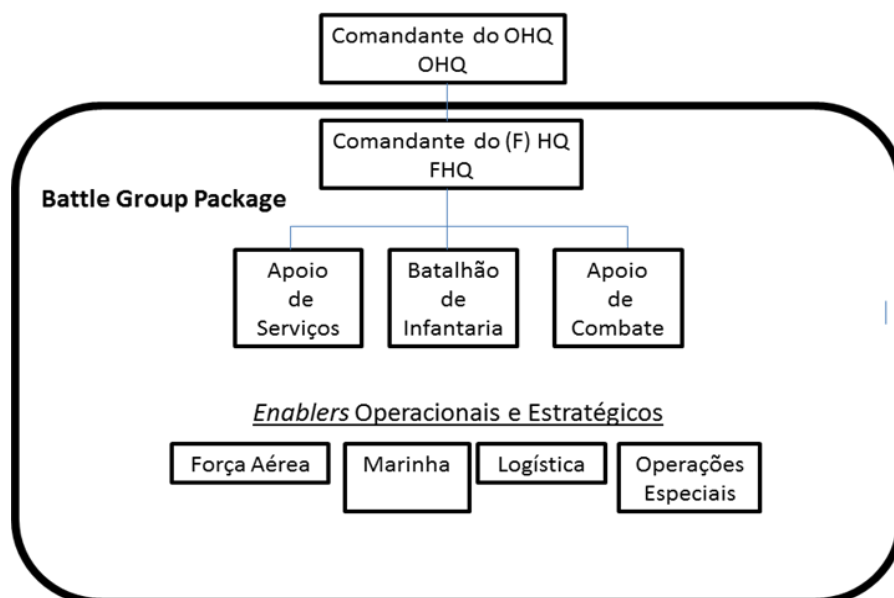 Comandante do OHQ
OHQ
Comandante do (F) HQ
FHQ
Battle Group Package
Apoio
de
Serviços
Batalhão
de
Infantaria
Apoio
de
Combate
Enablers Operacionais e Estratégicos
Força Aérea
Marinha
Logística
Operações
Especiais